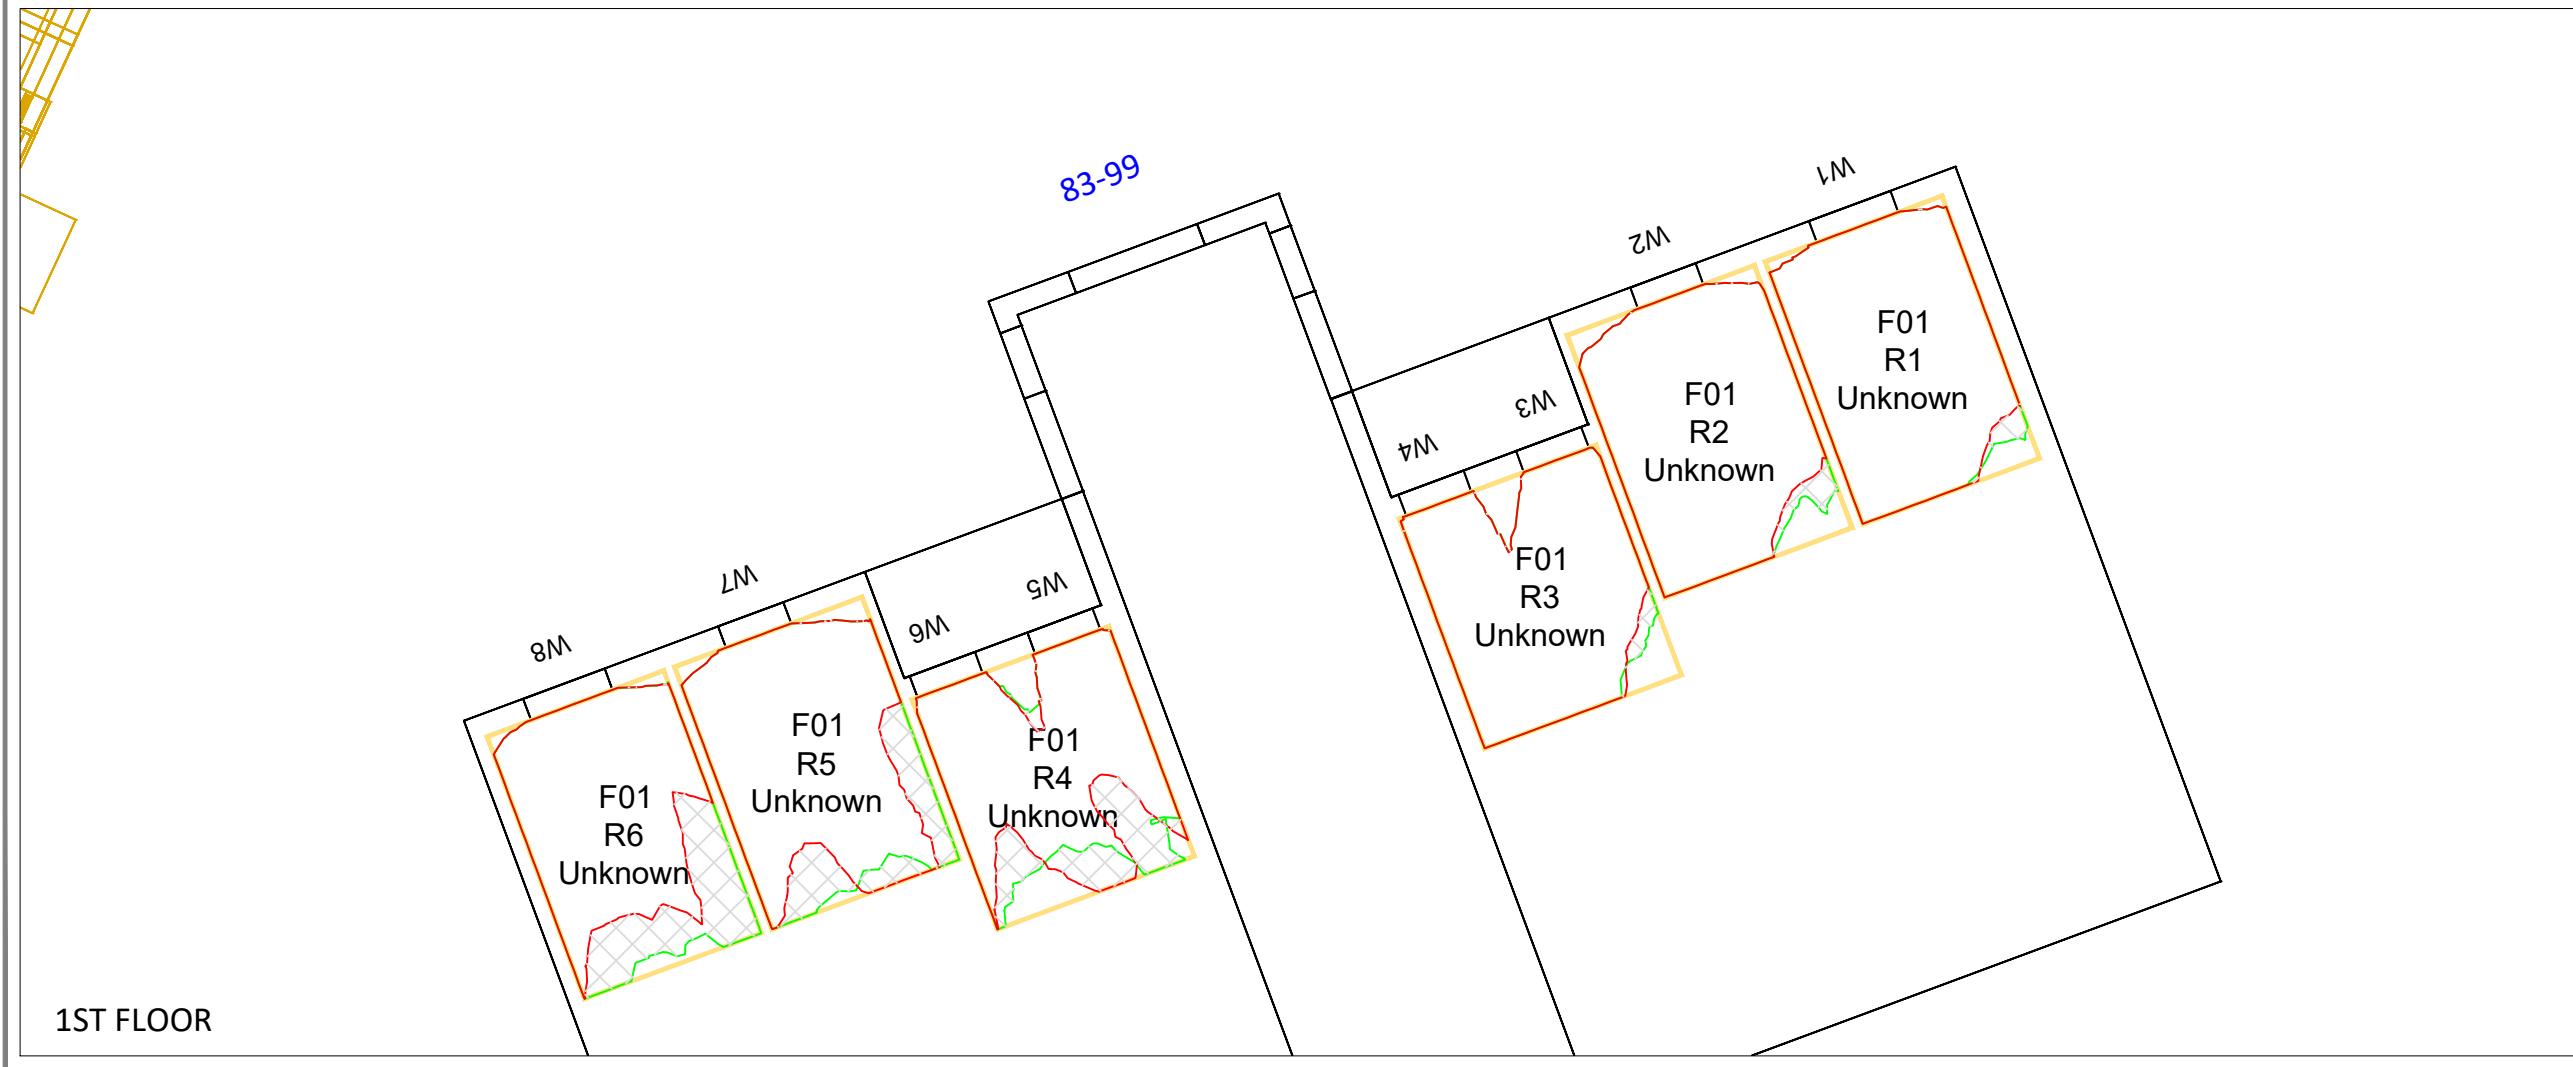 83-99
W1
W2
W3
W4
F01
R1
Unknown
F01
R2
Unknown
F01
R3
Unknown
W5
W6
W7
W8
F01
R4
Unknown
F01
R5
Unknown
F01
R6
Unknown
1ST FLOOR